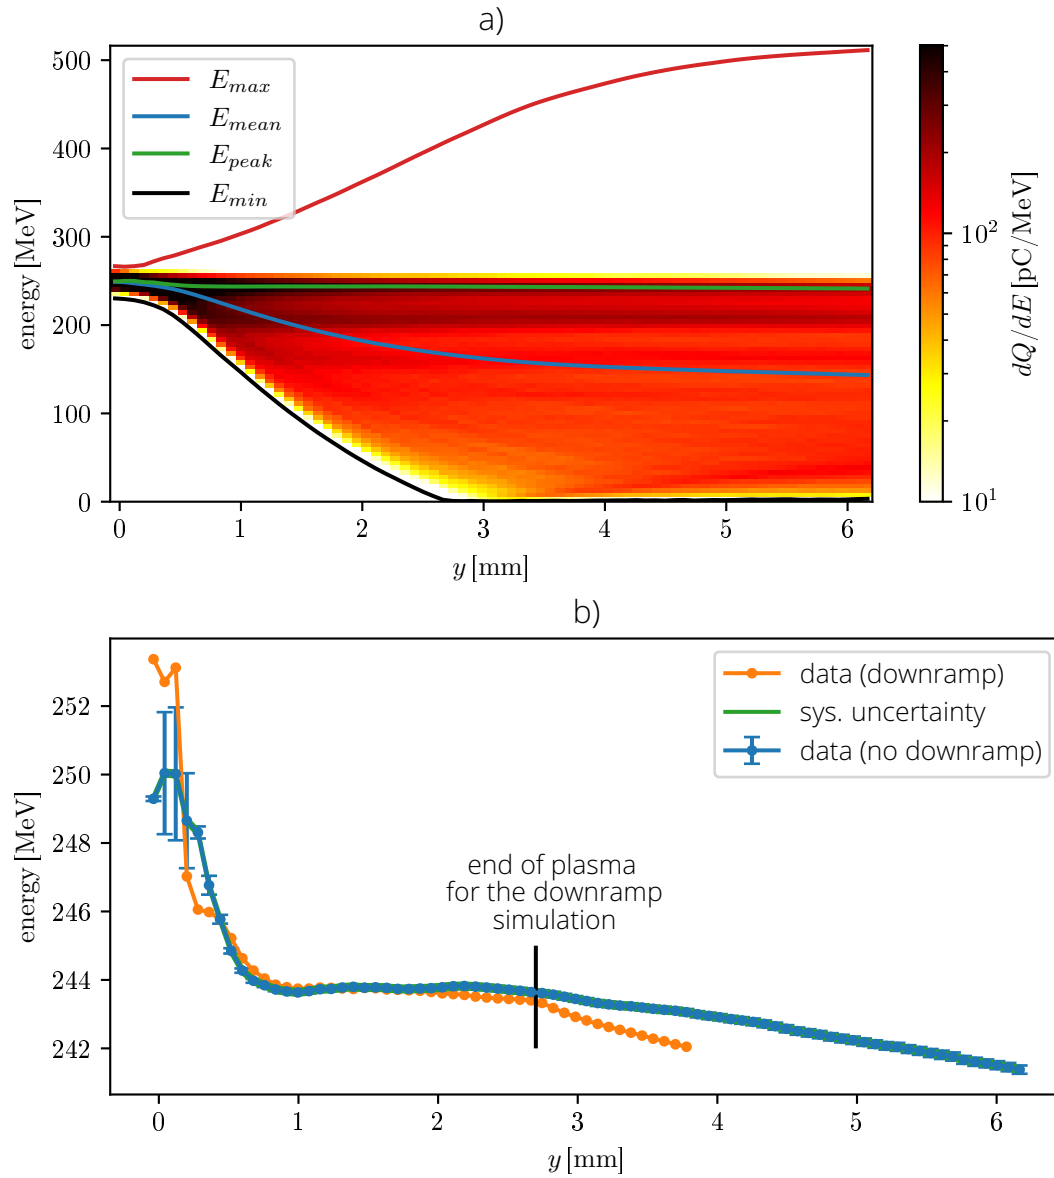 a)
500
400
300
200
100
0
energy [MeV]
E_max
E_mean
E_peak
E_min
0 1 2 3 4 5 6
y [mm]
10^2
10^1
dQ/dE [pC/MeV]
b)
252
250
248
246
244
242
energy [MeV]
data (downramp)
sys. uncertainty
data (no downramp)
end of plasma
for the downramp
simulation
0 1 2 3 4 5 6
y [mm]